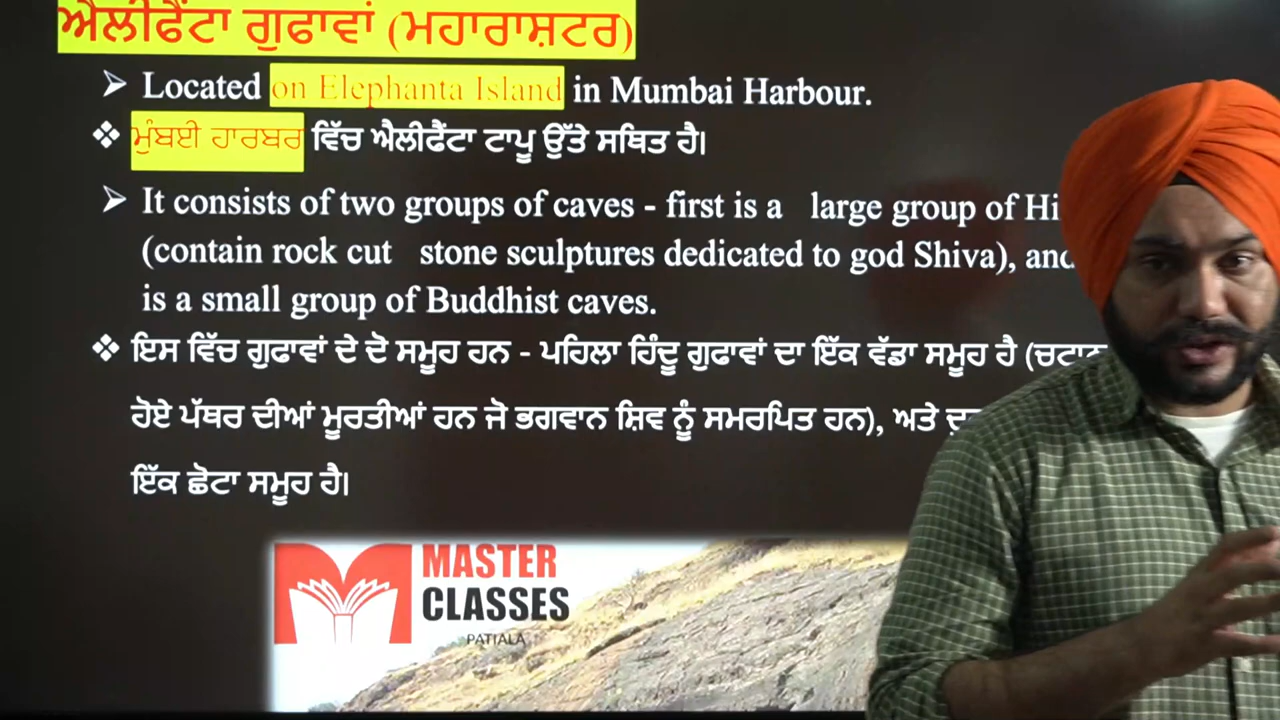 ਐਲੀਫੈਂਟਾ ਗੁਫਾਵਾਂ (ਮਹਾਰਾਸ਼ਟਰ)
➢ Located on Elephanta Island in Mumbai Harbour.
❖ ਮੁੰਬਈ ਹਾਰਬਰ ਵਿੱਚ ਐਲੀਫੈਂਟਾ ਟਾਪੂ ਉੱਤੇ ਸਥਿਤ ਹੈ।
➢ It consists of two groups of caves - first is a large group of
(contain rock cut stone sculptures dedicated to god Shiva), and
is a small group of Buddhist caves.
❖ ਇਸ ਵਿੱਚ ਗੁਫਾਵਾਂ ਦੇ ਦੋ ਸਮੂਹ ਹਨ - ਪਹਿਲਾ ਹਿੰਦੂ ਗੁਫਾਵਾਂ ਦਾ ਇੱਕ ਵੱਡਾ ਸਮੂਹ ਹੈ
ਹੋਏ ਪੱਥਰ ਦੀਆਂ ਮੂਰਤੀਆਂ ਹਨ ਜੋ ਭਗਵਾਨ ਸ਼ਿਵ ਨੂੰ ਸਮਰਪਿਤ ਹਨ), ਅਤੇ
ਇੱਕ ਛੋਟਾ ਸਮੂਹ ਹੈ।
MASTER
CLASSES
PATIALA